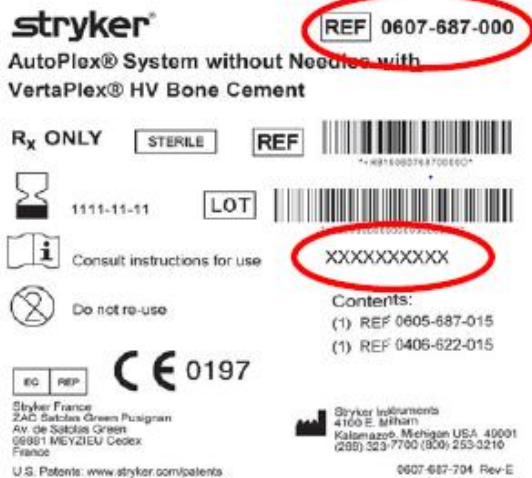 stryker®
REF 0607-687-000
AutoPlex® System without Needles with
VertaPlex® HV Bone Cement
Rx ONLY STERILE REF
1111-11-11 LOT
Consult instructions for use
XXXXXXXXXX
Do not re-use
Contents:
(1) REF 0605-687-015
(1) REF 0406-622-015
EC REP CE 0197
Stryker France
ZAC Satolas Green Pusignan
Av. de Satolas Green
69881 MEYZIEU Cedex
France
Stryker Instruments
4100 E. Milham
Kalamazoo, Michigan USA 49001
(269) 323-7700 (800) 253-3210
U.S. Patents: www.stryker.com/patents
0607-687-704 Rev-E